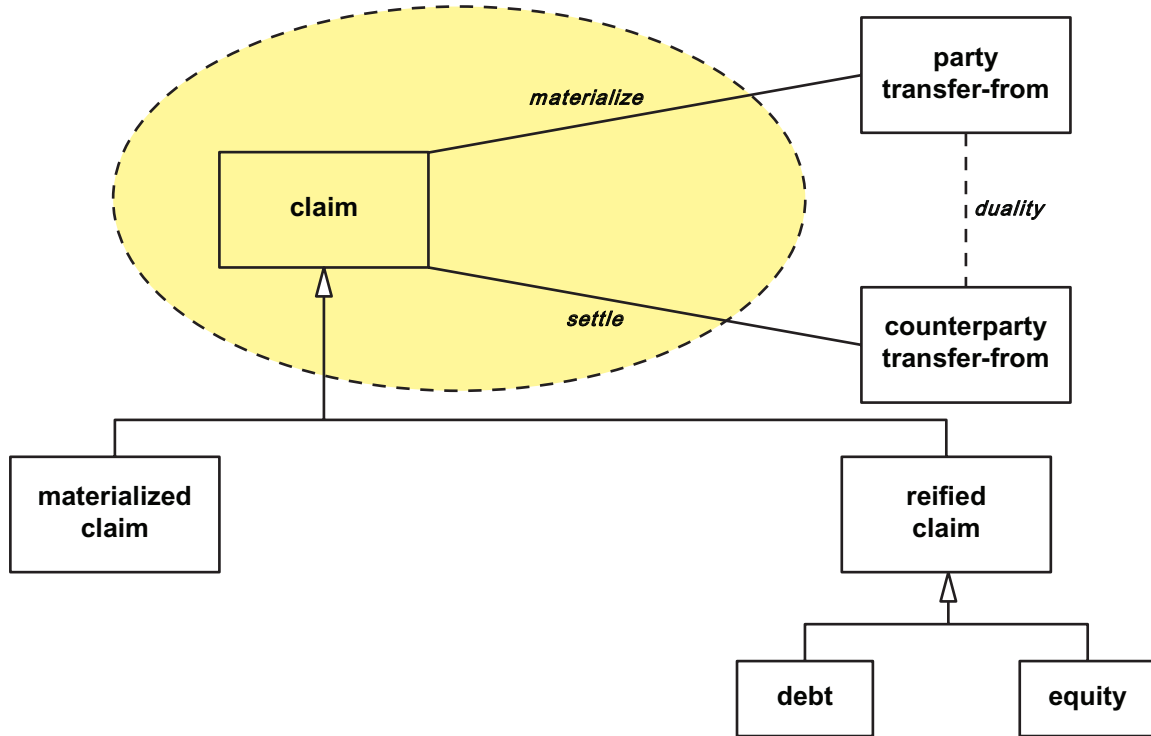 party
transfer-from
materialize
claim
duality
settle
counterparty
transfer-from
materialized
claim
reified
claim
debt
equity